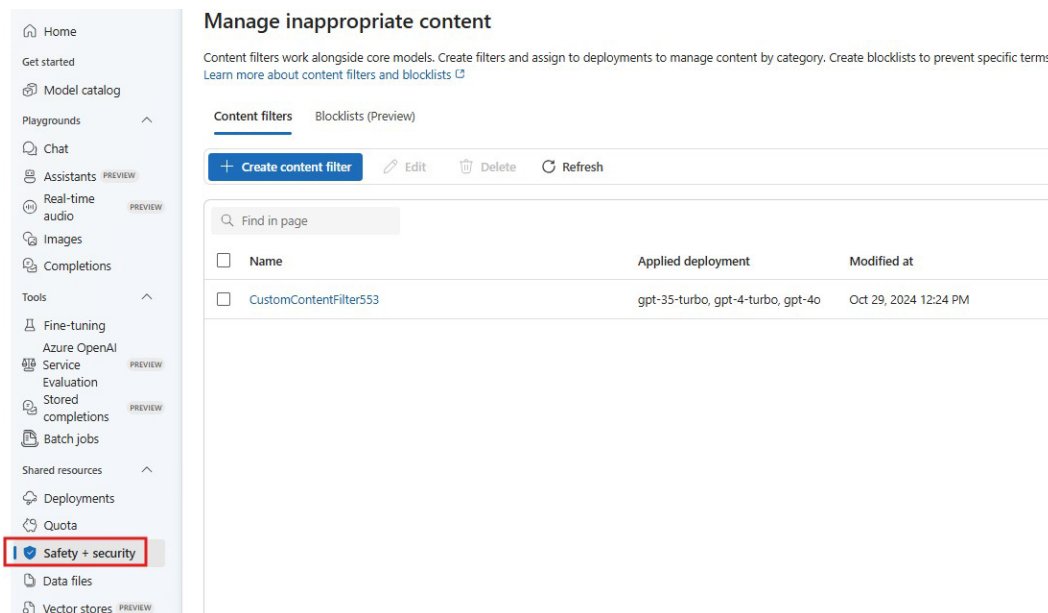 Home
Get started
Model catalog
Playgrounds
Chat
Assistants PREVIEW
Real-time
audio
PREVIEW
Images
Completions
Tools
Fine-tuning
Azure OpenAI
Service
Evaluation
PREVIEW
Stored
completions
PREVIEW
Batch jobs
Shared resources
Deployments
Quota
Safety + security
Data files
Vector stores PREVIEW
Manage inappropriate content
Content filters work alongside core models. Create filters and assign to deployments to manage content by category. Create blocklists to prevent specific terms
Learn more about content filters and blocklists
Content filters Blocklists (Preview)
Create content filter Edit Delete Refresh
Find in page
Name Applied deployment Modified at
CustomContentFilter553 gpt-35-turbo, gpt-4-turbo, gpt-4o Oct 29, 2024 12:24 PM